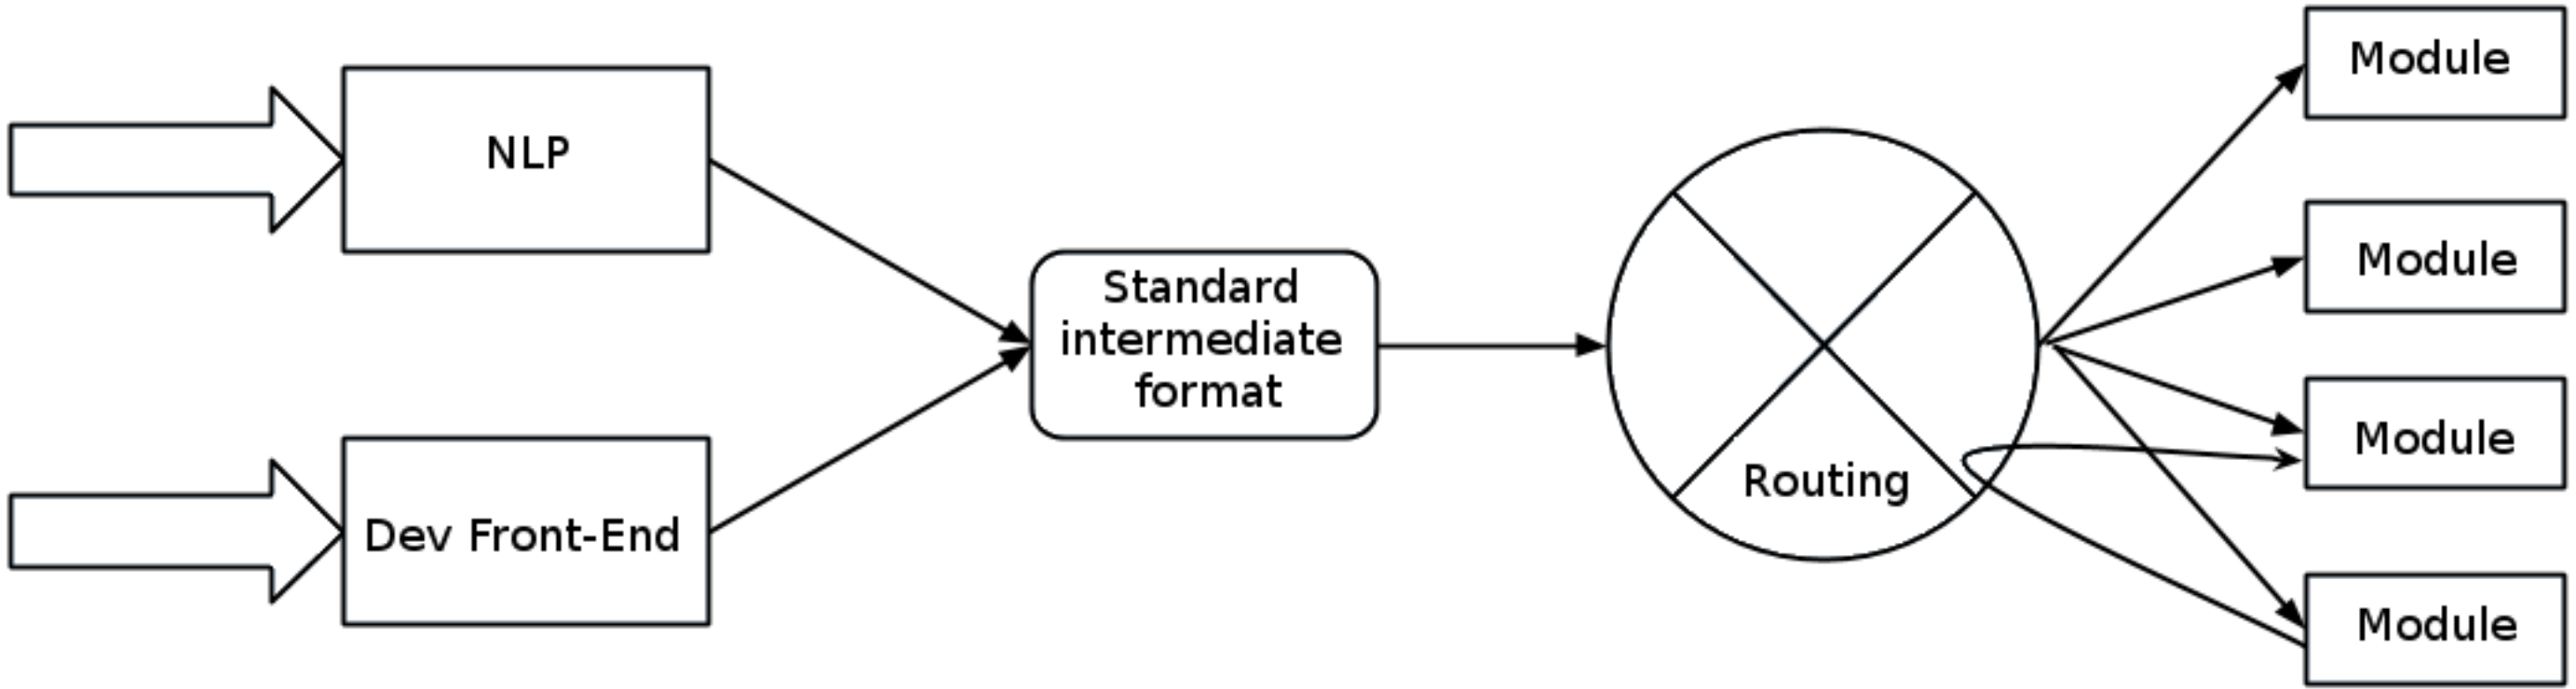 NLP
Dev Front-End
Standard
intermediate
format
Routing
Module
Module
Module
Module